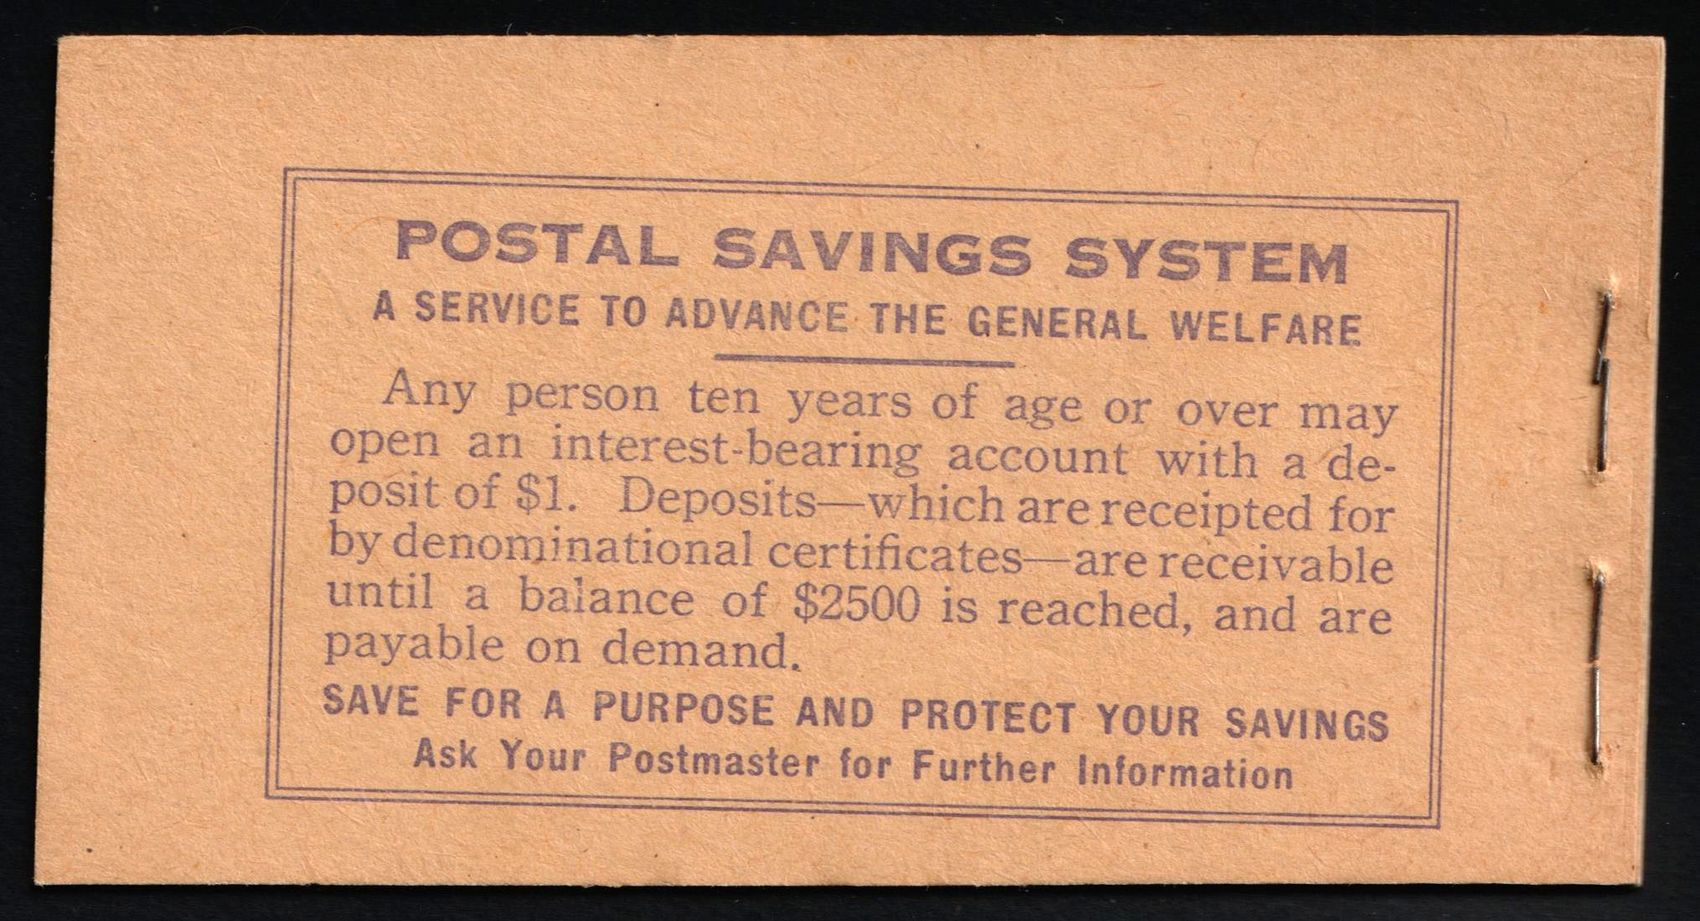 POSTAL SAVINGS SYSTEM
A SERVICE TO ADVANCE THE GENERAL WELFARE
Any person ten years of age or over may
open an interest-bearing account with a de-
posit of $1. Deposits—which are receipted for
by denominational certificates—are receivable
until a balance of $2500 is reached, and are
payable on demand.
SAVE FOR A PURPOSE AND PROTECT YOUR SAVINGS
Ask Your Postmaster for Further Information